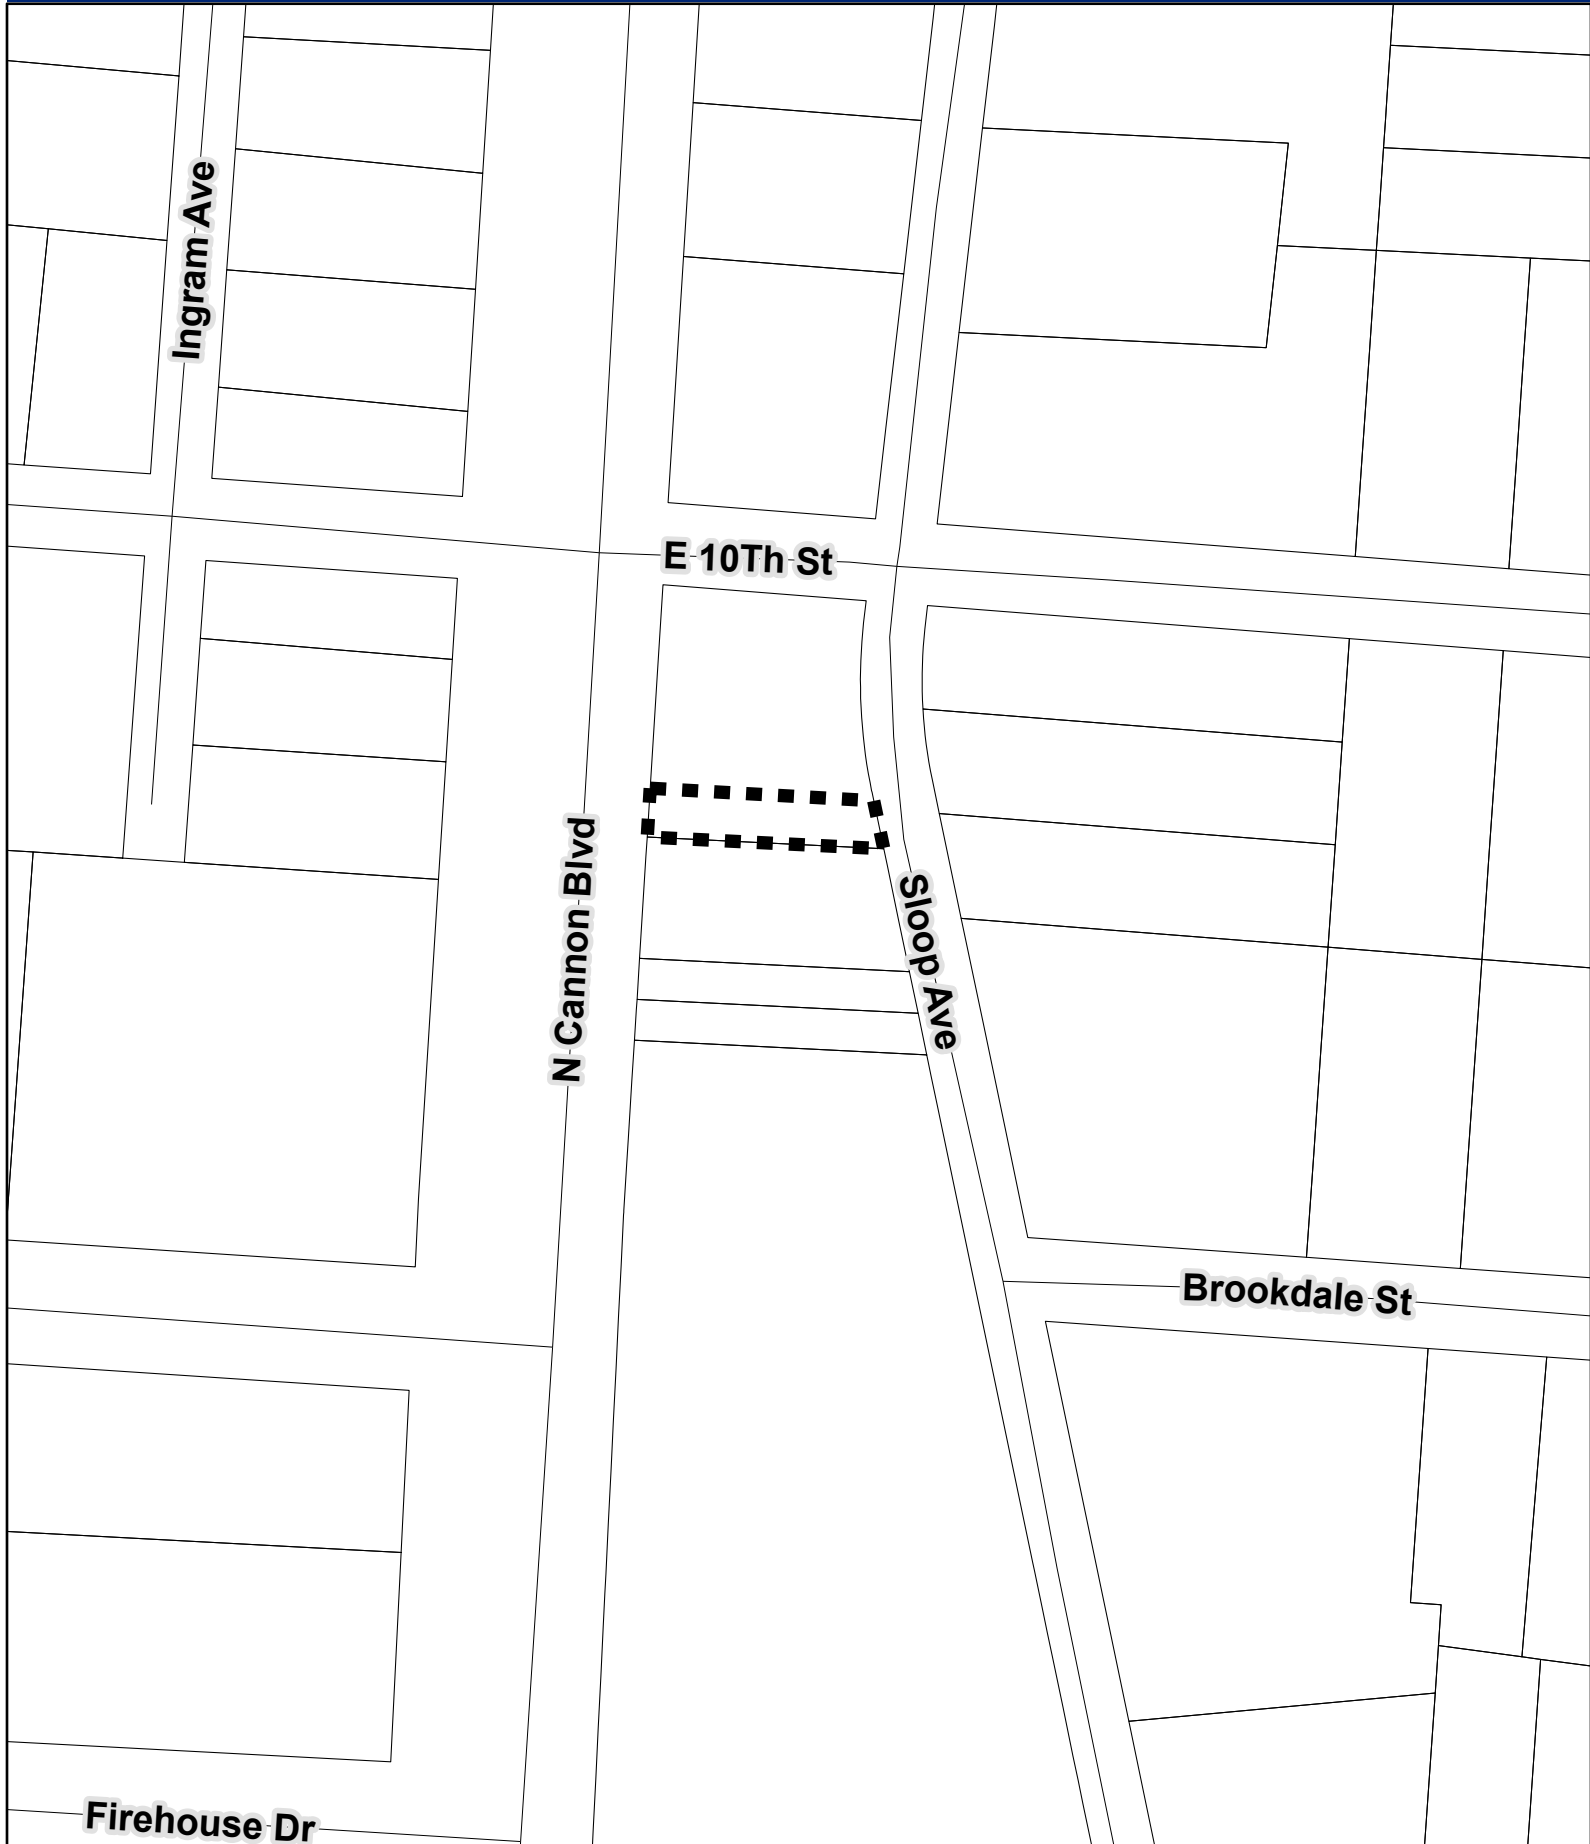 Ingram Ave
E 10Th St
N Cannon Blvd
Sloop Ave
Brookdale St
Firehouse Dr